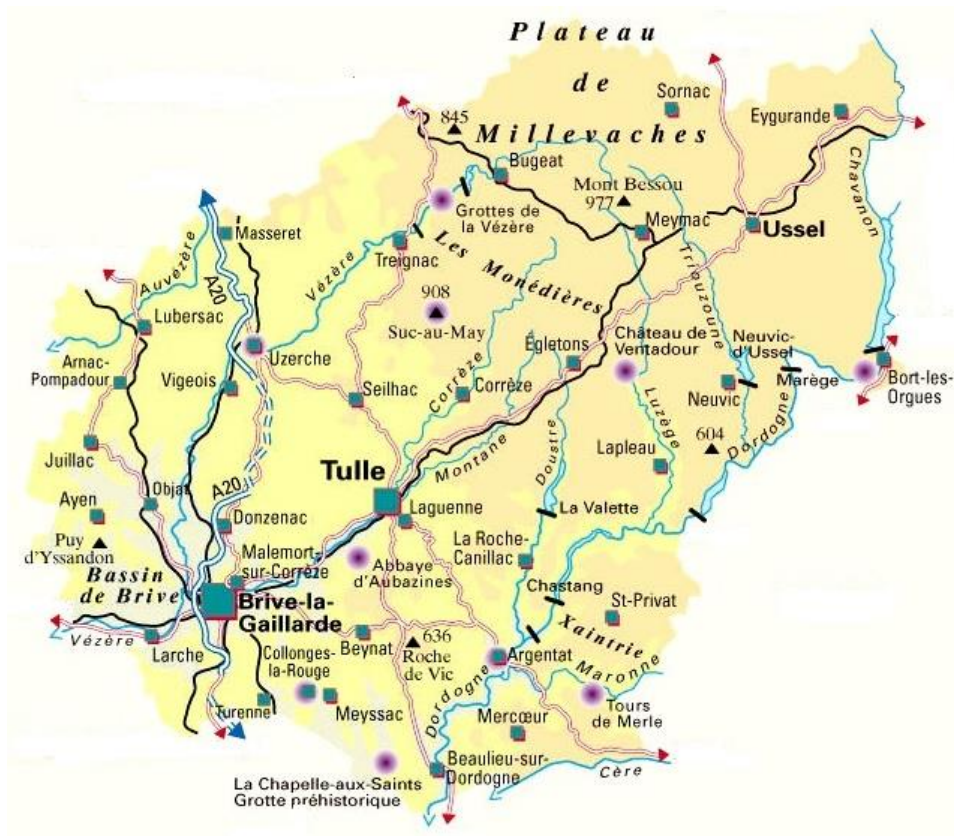 Plateau
de
Millevaches
Sornac
Eygurande
845
Bugeat
Mont Bessou
977
Meymac
Ussel
Chavanon
Grottes de
la Vézère
Masseret
Auvézère
A20
Vézère
Treignac
Les Monédières
Triouzoune
908
Suc-au-May
Lubersac
Uzerche
Égletons
Château de
Ventadour
Neuvic-
d'Ussel
Marège
Bort-les-
Orgues
Arnac-
Pompadour
Vigeois
Seilhac
Corrèze
Corrèze
Neuvic
Luzège
Dordogne
604
Juillac
Tulle
Montane
Doustre
Lapleau
Ayen
Objat
A20
Laguenne
La Valette
Puy
d'Yssandon
Donzenac
Malemort-
sur-Corrèze
Abbaye
d'Aubazines
La Roche-
Canillac
Chastang
St-Privat
Bassin
de Brive
Brive-la-
Gaillarde
Xaintrie
Vézère
Larche
Collonges-
la-Rouge
Beynat
636
Roche
de Vic
Argentat
Maronne
Turenne
Meyssac
Dordogne
Mercœur
Tours
de Merle
La Chapelle-aux-Saints
Grotte préhistorique
Beaulieu-sur-
Dordogne
Cère